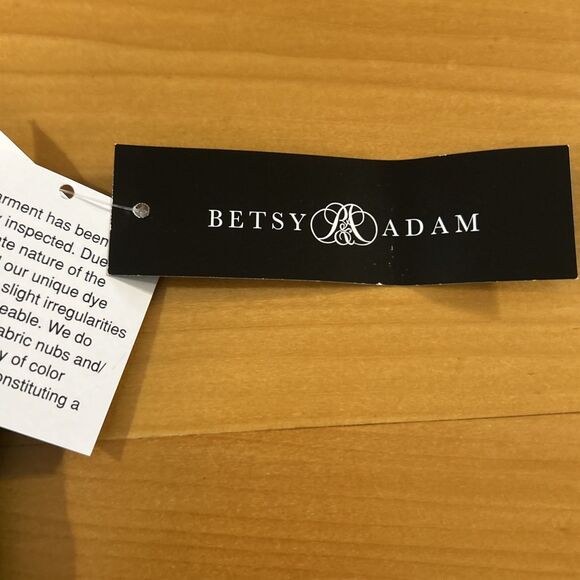 BETSY & ADAM
arment has been
inspected. Due
te nature of the
our unique dye
slight irregularities
eable. We do
abric nubs and/
y of color
onstituting a